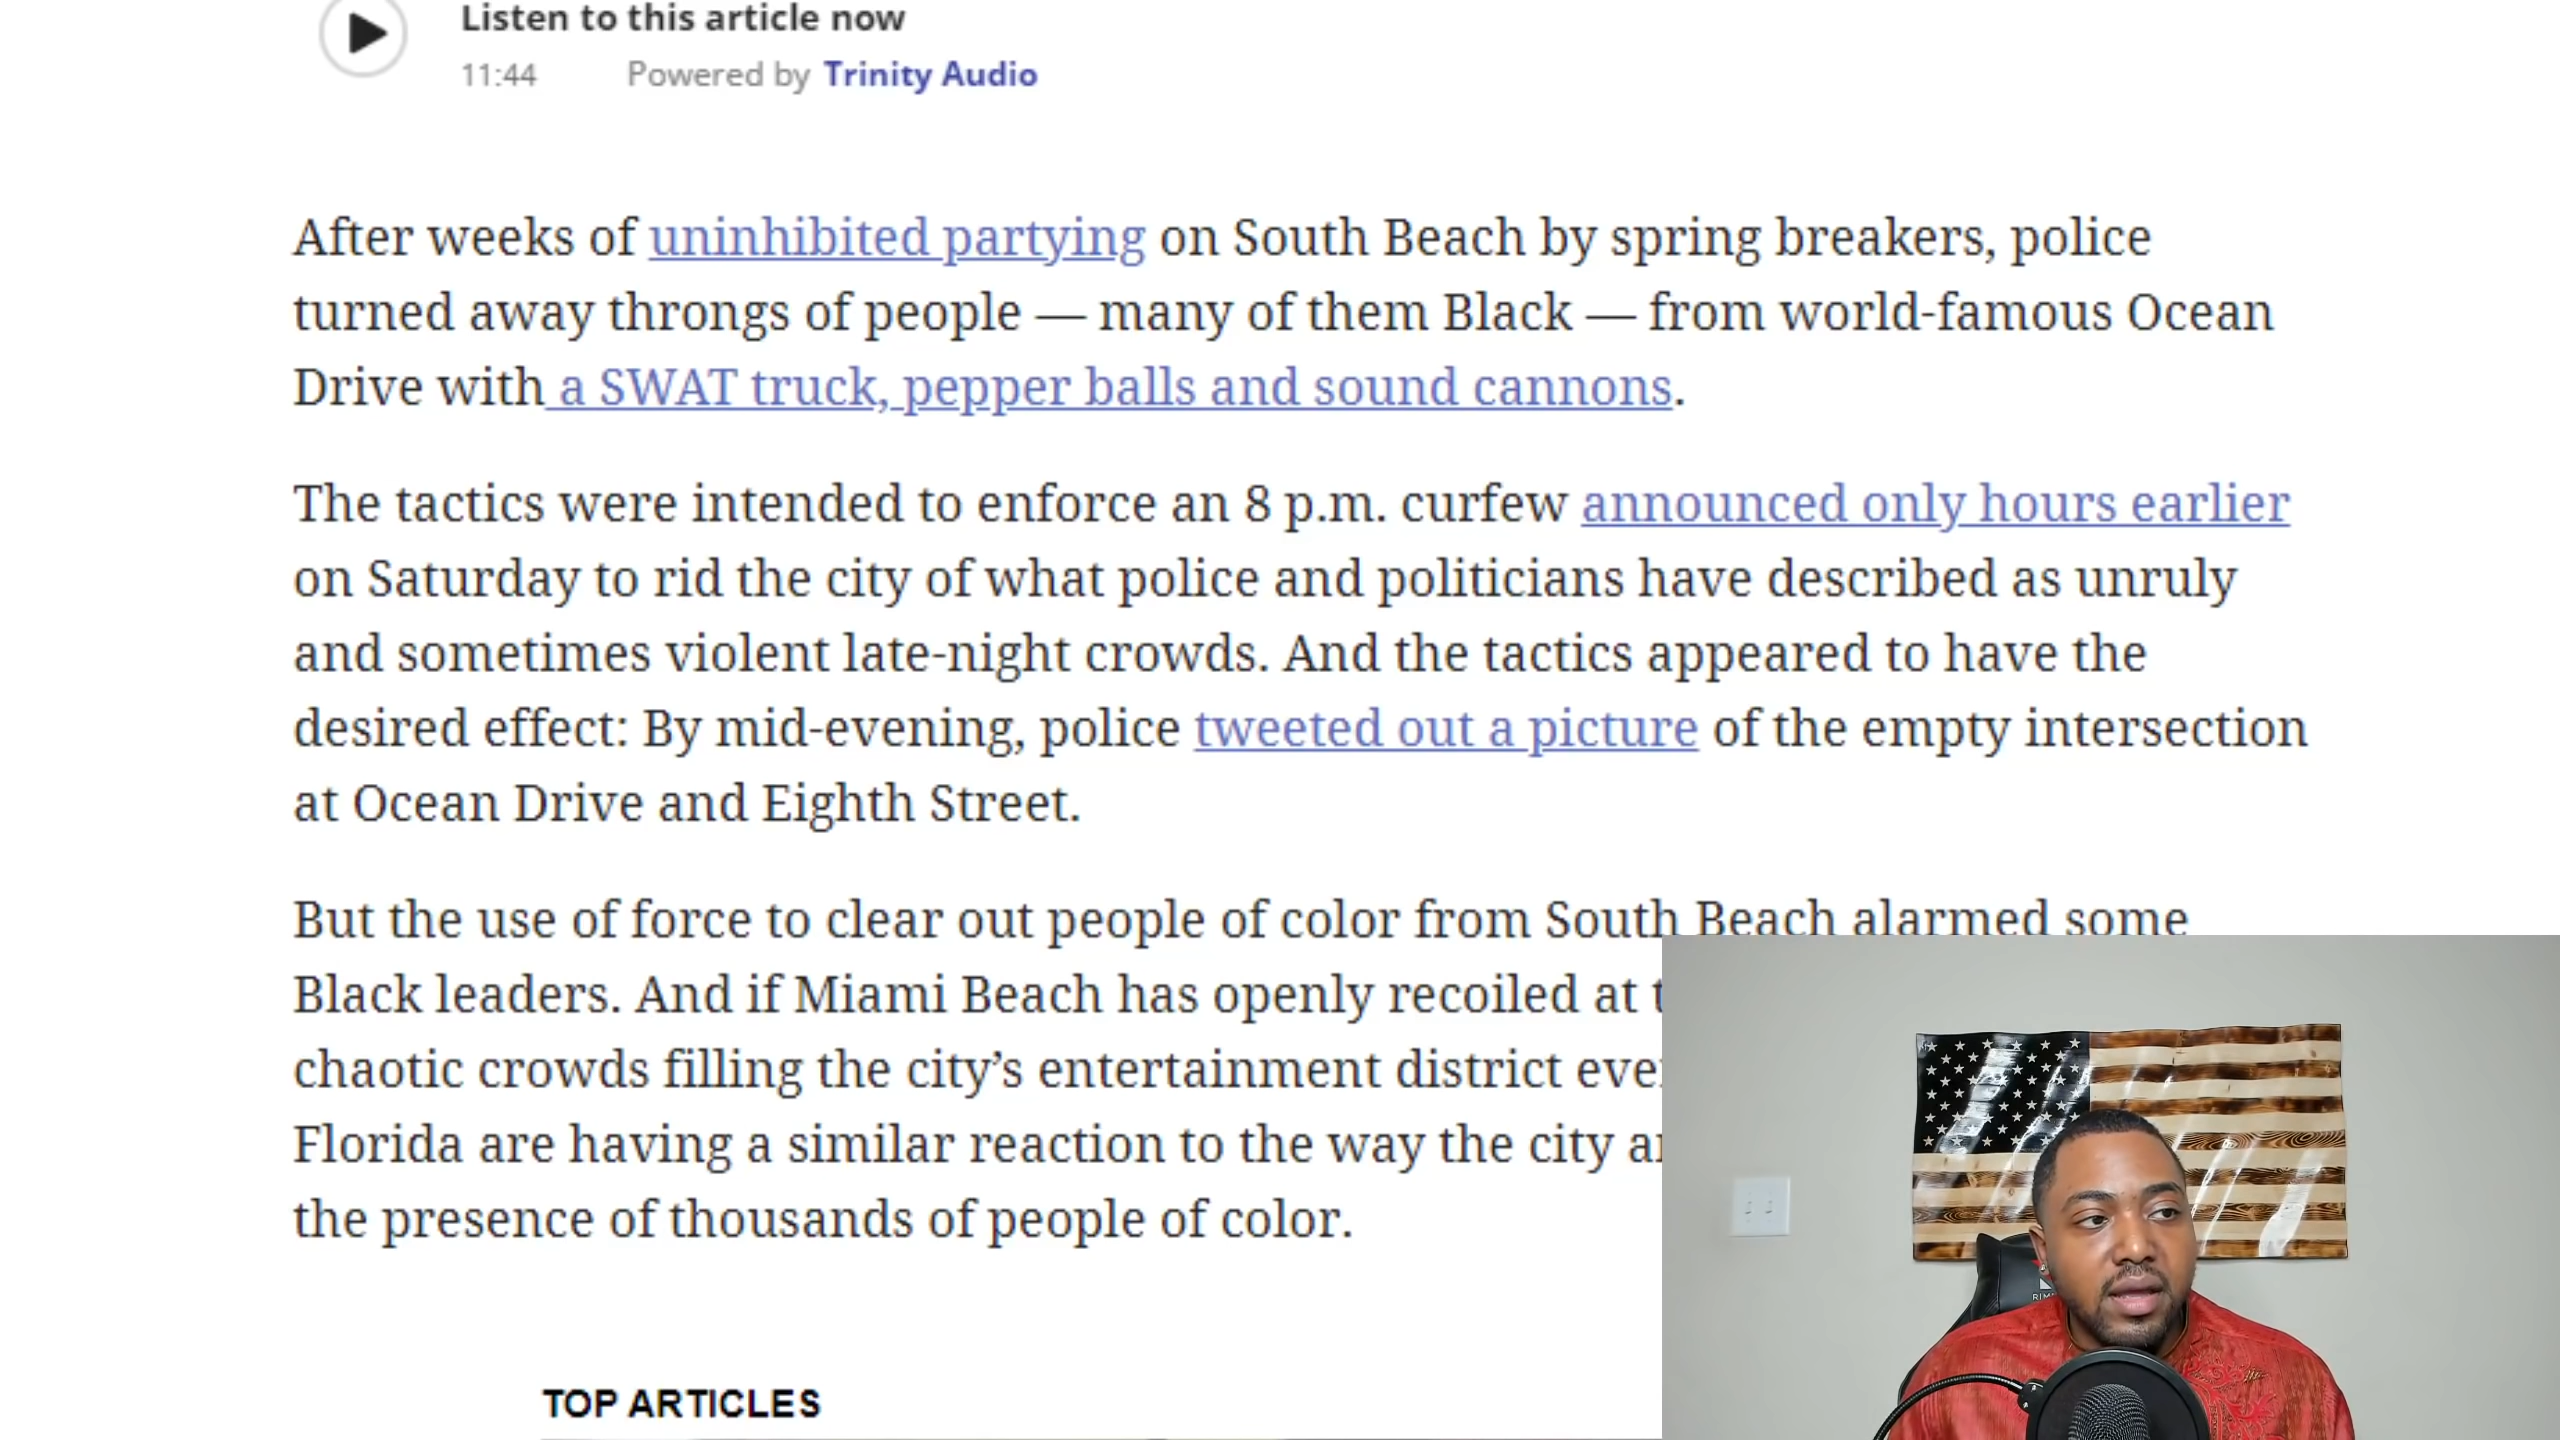 Listen to this article now
11:44 Powered by Trinity Audio
After weeks of uninhibited partying on South Beach by spring breakers, police
turned away throngs of people — many of them Black — from world-famous Ocean
Drive with a SWAT truck, pepper balls and sound cannons.
The tactics were intended to enforce an 8 p.m. curfew announced only hours earlier
on Saturday to rid the city of what police and politicians have described as unruly
and sometimes violent late-night crowds. And the tactics appeared to have the
desired effect: By mid-evening, police tweeted out a picture of the empty intersection
at Ocean Drive and Eighth Street.
But the use of force to clear out people of color from South Beach alarmed some
Black leaders. And if Miami Beach has openly recoiled at
chaotic crowds filling the city’s entertainment district
Florida are having a similar reaction to the way the city
the presence of thousands of people of color.
TOP ARTICLES